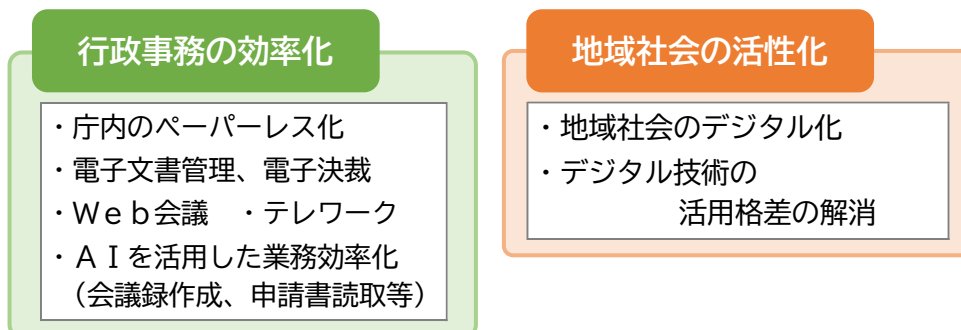 行政事務の効率化
・庁内のペーパーレス化
・電子文書管理、電子決裁
・Ｗｅｂ会議　・テレワーク
・ＡＩを活用した業務効率化
（会議録作成、申請書読取等）
地域社会の活性化
・地域社会のデジタル化
・デジタル技術の
活用格差の解消